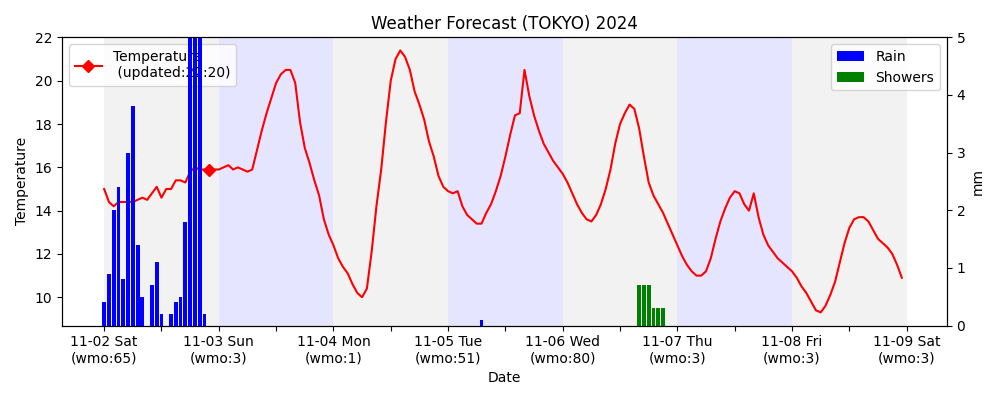 Weather Forecast (TOKYO) 2024
Temperature
(updated:22:20)
Rain
Showers
22
20
18
16
14
12
10
Temperature
5
4
3
2
1
0
mm
11-02 Sat 11-03 Sun 11-04 Mon 11-05 Tue 11-06 Wed 11-07 Thu 11-08 Fri 11-09 Sat
(wmo:65) (wmo:3) (wmo:1) (wmo:51) (wmo:80) (wmo:3) (wmo:3) (wmo:3)
Date